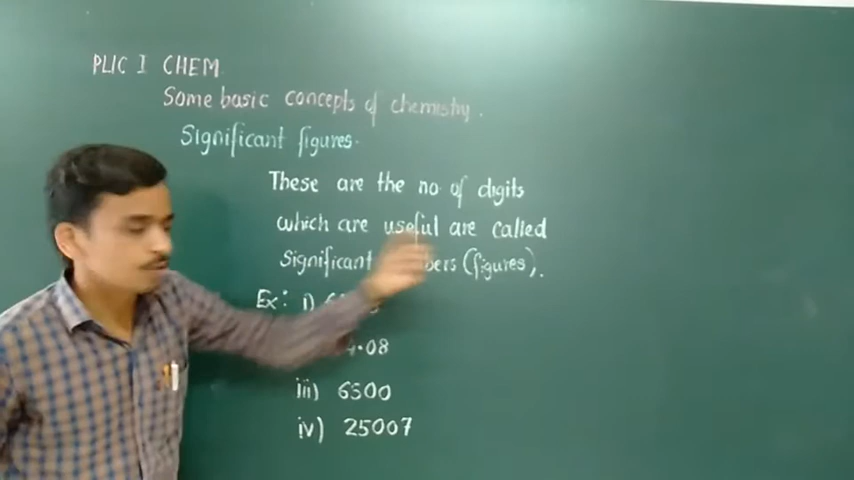 PUC I CHEM
Some basic concepts of chemistry.
Significant figures.
These are the no. of digits
which are useful are called
Significant (figures).
Ex: i)
.08
iii) 6500
iv) 25007